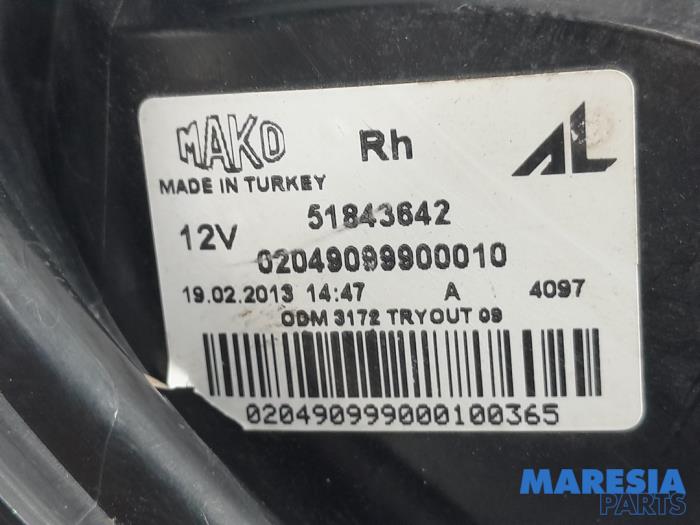 MAKO Rh AL
MADE IN TURKEY
12V 51843642
02049099900010
19.02.2013 14:47 A 4097
ODM 3172 TRYOUT 09
020490999000100365
MARESIA
PARTS